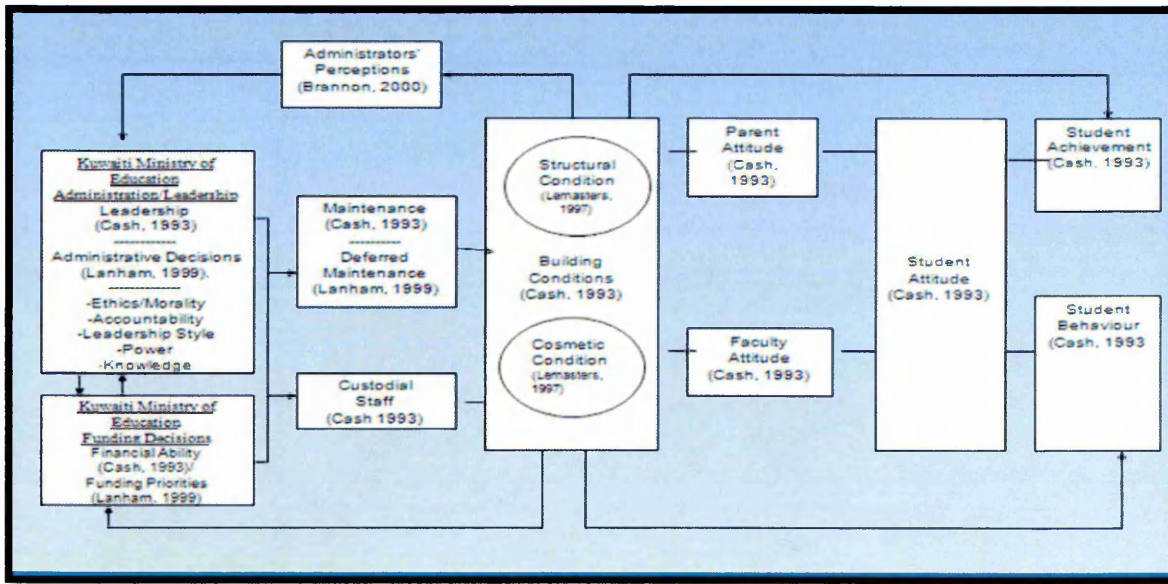 Administrators'
Perceptions
(Brannon, 2000)
Kuwaiti Ministry of
Education
Administration/Leadership
Leadership
(Cash, 1993)
-------------
Administrative Decisions
(Lanham, 1999).
-------------
-Ethics/Morality
-Accountability
-Leadership Style
-Power
-Knowledge
Kuwaiti Ministry of
Education
Funding Decisions
Financial Ability
(Cash, 1993)/
Funding Priorities
(Lanham, 1999)
Maintenance
(Cash, 1993)
----------
Deferred
Maintenance
(Lanham, 1999)
Custodial
Staff
(Cash 1993)
Structural
Condition
(Lemasters,
1997)
Building
Conditions
(Cash, 1993)
Cosmetic
Condition
(Lemasters,
1997)
Parent
Attitude
(Cash,
1993)
Faculty
Attitude
(Cash, 1993)
Student
Attitude
(Cash, 1993)
Student
Achievement
(Cash, 1993)
Student
Behaviour
(Cash, 1993